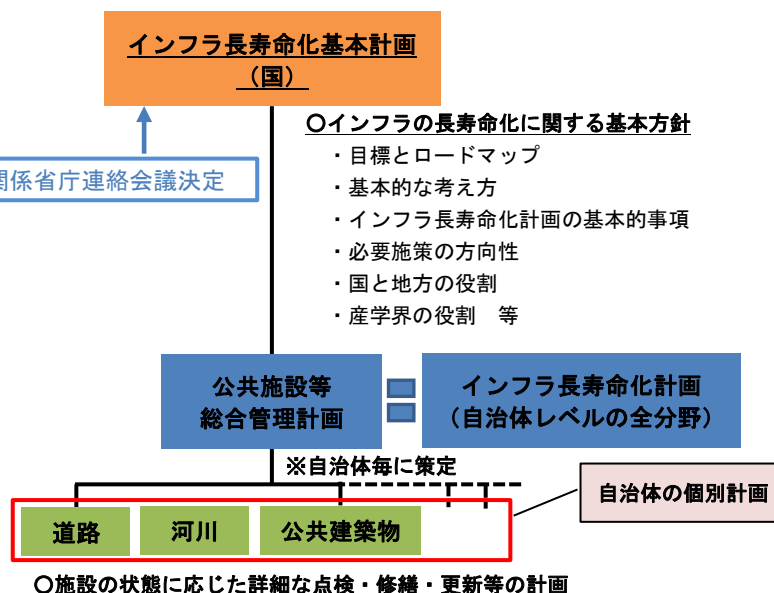 インフラ長寿命化基本計画
（国）
関係省庁連絡会議決定
〇インフラの長寿命化に関する基本方針
・目標とロードマップ
・基本的な考え方
・インフラ長寿命化計画の基本的事項
・必要施策の方向性
・国と地方の役割
・産学界の役割　等
公共施設等
総合管理計画
インフラ長寿命化計画
（自治体レベルの全分野）
※自治体毎に策定
自治体の個別計画
道路
河川
公共建築物
〇施設の状態に応じた詳細な点検・修繕・更新等の計画